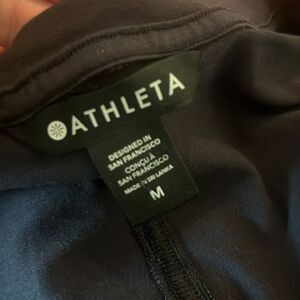 ATHLETA
DESIGNED IN
SAN FRANCISCO
CONÇU À
SAN FRANCISCO
MADE IN SRI LANKA
M